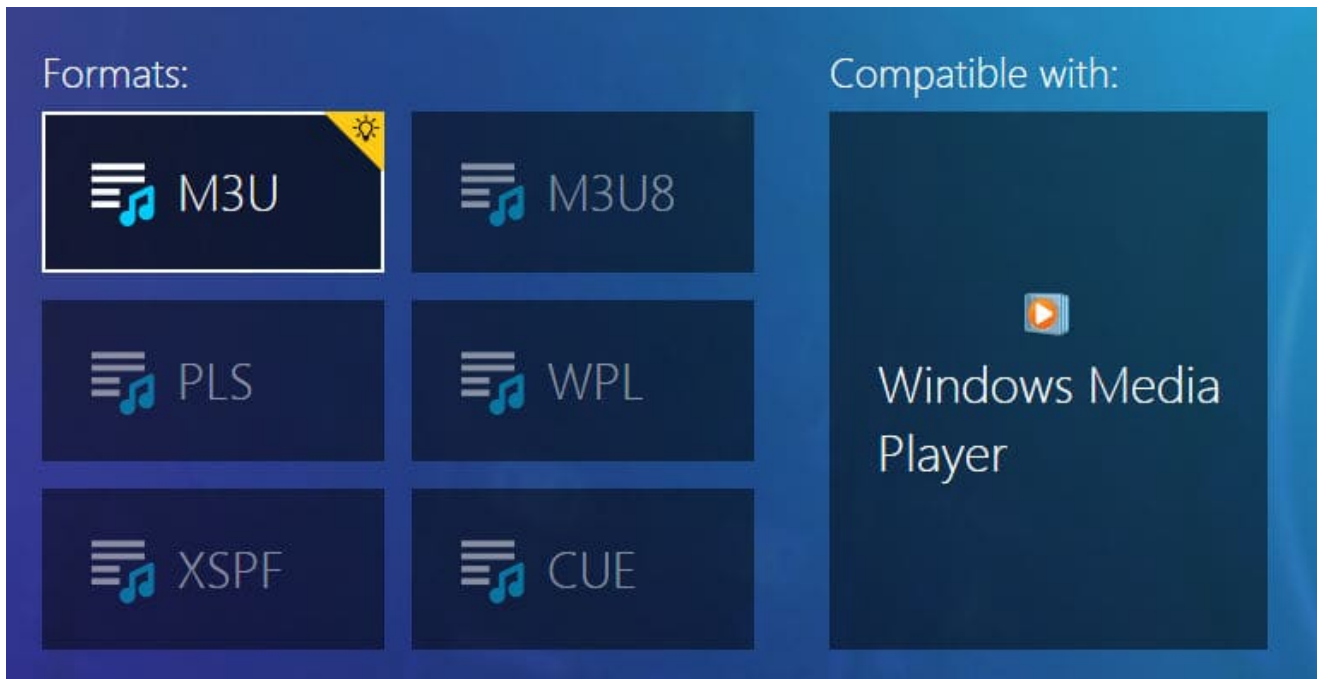 Formats:
M3U
M3U8
PLS
WPL
XSPF
CUE
Compatible with:
Windows Media
Player